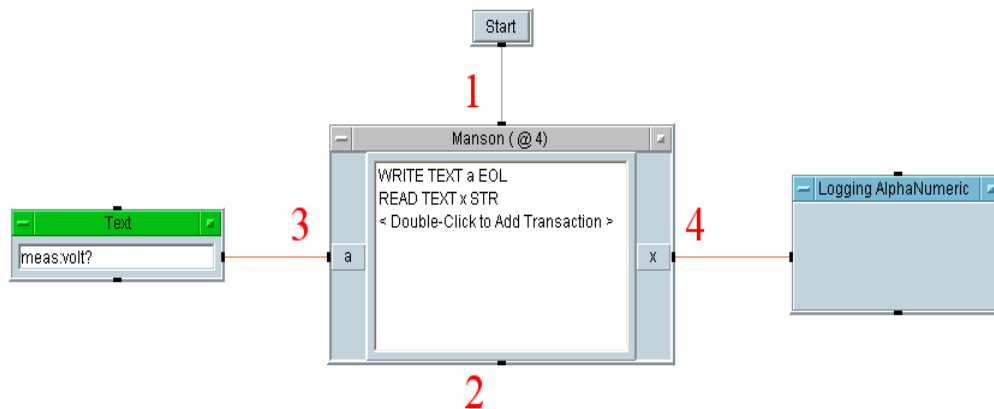 Start
1
Manson ( @ 4)
WRITE TEXT a EOL
READ TEXT x STR
< Double-Click to Add Transaction >
Text
meas:volt?
3
a
x
4
Logging AlphaNumeric
2